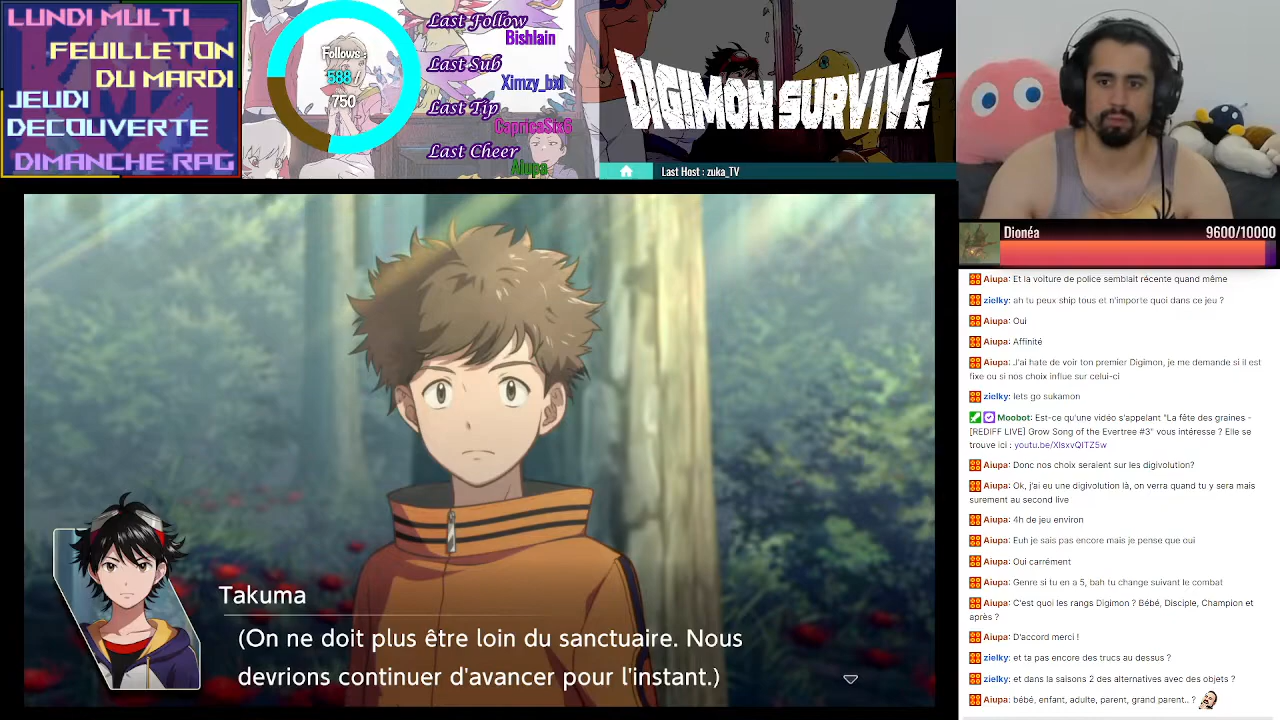 LUNDI MULTI
FEUILLETON
DU MARDI
JEUDI
DECOUVERTE
DIMANCHE RPG
Follows :
588 /
750
Last Follow
Bishlain
Last Sub
Ximzy_bxl
Last Tip
CapricaSix6
Last Cheer
Aiupa
DIGIMON SURVIVE
Last Host : zuka_TV
Dionéa 9600/10000
Aiupa: Et la voiture de police semblait récente quand même
zielky: ah tu peux ship tous et n'importe quoi dans ce jeu ?
Aiupa: Oui
Aiupa: Affinité
Aiupa: J'ai hate de voir ton premier Digimon, je me demande si il est
fixe ou si nos choix influe sur celui-ci
zielky: lets go sukamon
Moobot: Est-ce qu'une vidéo s'appelant "La fête des graines -
[REDIFF LIVE] Grow Song of the Evertree #3" vous intéresse ? Elle se
trouve ici : youtu.be/XIsxvQITZ5w
Aiupa: Donc nos choix seraient sur les digivolution?
Aiupa: Ok, j'ai eu une digivolution là, on verra quand tu y sera mais
surement au second live
Aiupa: 4h de jeu environ
Aiupa: Euh je sais pas encore mais je pense que oui
Aiupa: Oui carrément
Aiupa: Genre si tu en a 5, bah tu change suivant le combat
Aiupa: C'est quoi les rangs Digimon ? Bébé, Disciple, Champion et
après ?
Aiupa: D'accord merci !
zielky: et ta pas encore des trucs au dessus ?
zielky: et dans la saisons 2 des alternatives avec des objets ?
Aiupa: bébé, enfant, adulte, parent, grand parent.. ?
Takuma
(On ne doit plus être loin du sanctuaire. Nous
devrions continuer d'avancer pour l'instant.)